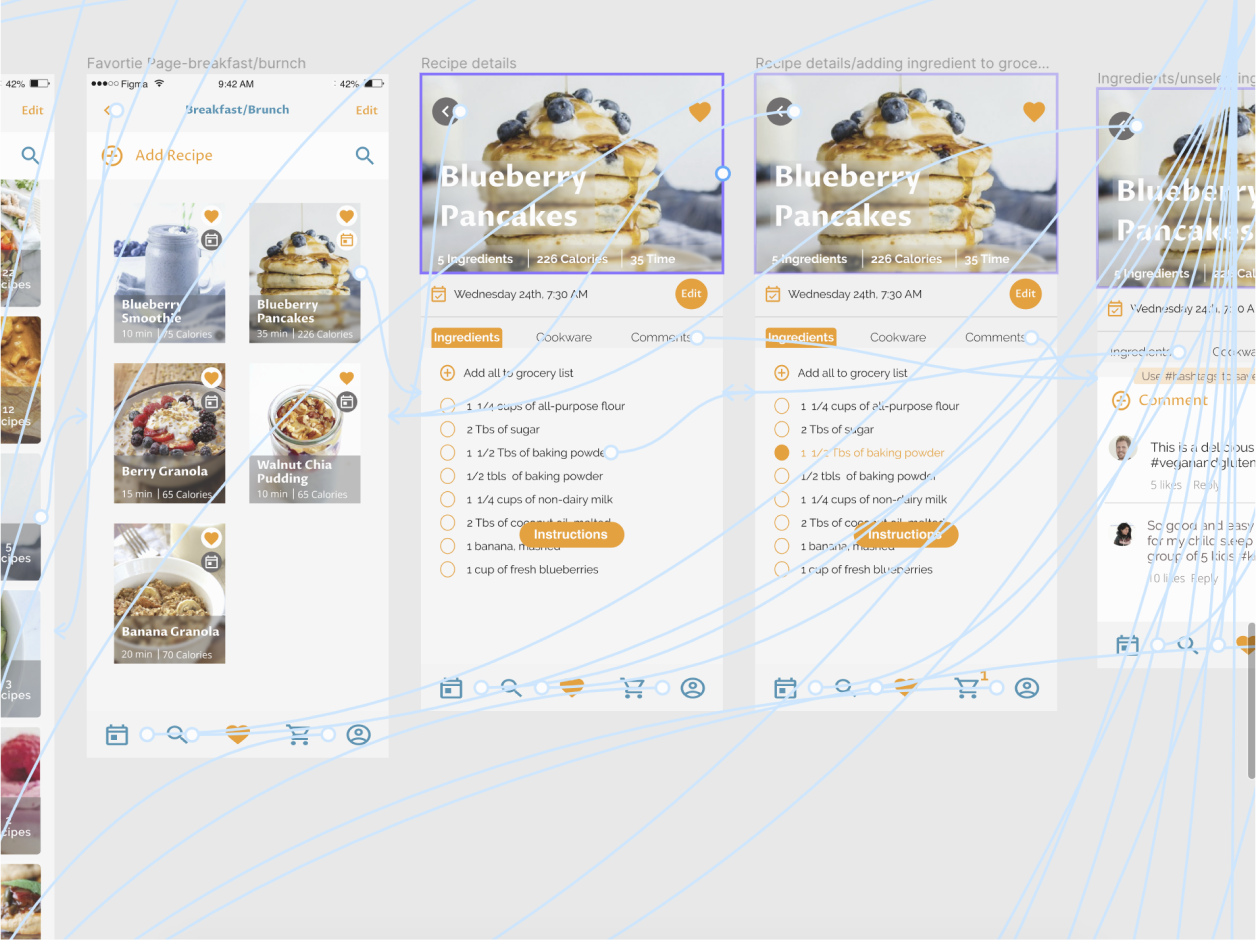 Favortie Page-breakfast/burnch
Recipe details
Recipe details/adding ingredient to groce...
42%
Edit
22
cipes
12
cipes
5
cipes
3
cipes
2
cipes
Figma
9:42 AM
42%
Breakfast/Brunch
Edit
Add Recipe
Blueberry
Smoothie
10 min | 75 Calories
Blueberry
Pancakes
35 min | 226 Calories
Berry Granola
15 min | 65 Calories
Walnut Chia
Pudding
10 min | 65 Calories
Banana Granola
20 min | 70 Calories
Blueberry
Pancakes
5 Ingredients | 226 Calories | 35 Time
Wednesday 24th, 7:30 AM
Edit
Ingredients Cookware Comments
Add all to grocery list
1 1/4 cups of all-purpose flour
2 Tbs of sugar
1 1/2 Tbs of baking powder
1/2 tbls of baking powder
1 1/4 cups of non-dairy milk
2 Tbs of coconut oil, melted
Instructions
1 banana, mashed
1 cup of fresh blueberries
Blueberry
Pancakes
5 Ingredients | 226 Calories | 35 Time
Wednesday 24th, 7:30 AM
Edit
Ingredients Cookware Comments
Add all to grocery list
1 1/4 cups of all-purpose flour
2 Tbs of sugar
1 1/2 Tbs of baking powder
1/2 tbls of baking powder
1 1/4 cups of non-dairy milk
2 Tbs of coconut oil, melted
Instructions
1 banana, mashed
1 cup of fresh blueberries
1
Ingredients/unselecting
Blueberry
Pancakes
5 Ingredients | 226 Cal
Wednesday 24th, 7:30 A
Ingredients Cookwa
Use #hashtags to save
Comment
This is a delicious
#veganandgluten
5 likes Reply
So good and easy
for my child sleep
group of 5 kids #k
10 likes Reply